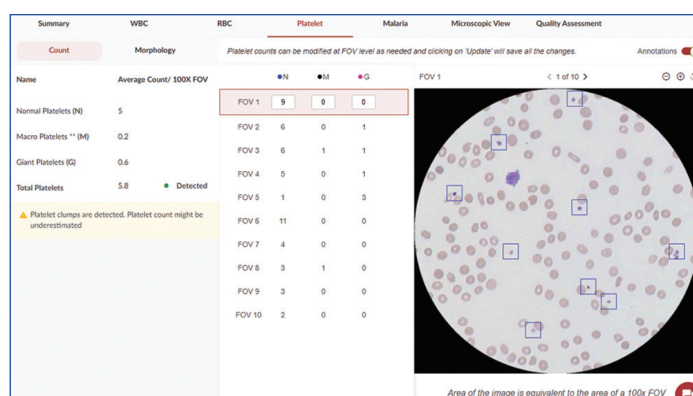 Summary WBC RBC Platelet Malaria Microscopic View Quality Assessment
Count Morphology Platelet counts can be modified at FOV level as needed and clicking on 'Update' will save all the changes. Annotations
Name Average Count/ 100X FOV
Normal Platelets (N) 5
Macro Platelets ** (M) 0.2
Giant Platelets (G) 0.6
Total Platelets 5.8 Detected
Platelet clumps are detected. Platelet count might be
underestimated
N M G
FOV 1 9 0 0
FOV 2 6 0 1
FOV 3 6 1 1
FOV 4 5 0 1
FOV 5 1 0 3
FOV 6 11 0 0
FOV 7 4 0 0
FOV 8 3 1 0
FOV 9 3 0 0
FOV 10 2 0 0
FOV 1 < 1 of 10 >
Area of the image is equivalent to the area of a 100x FOV